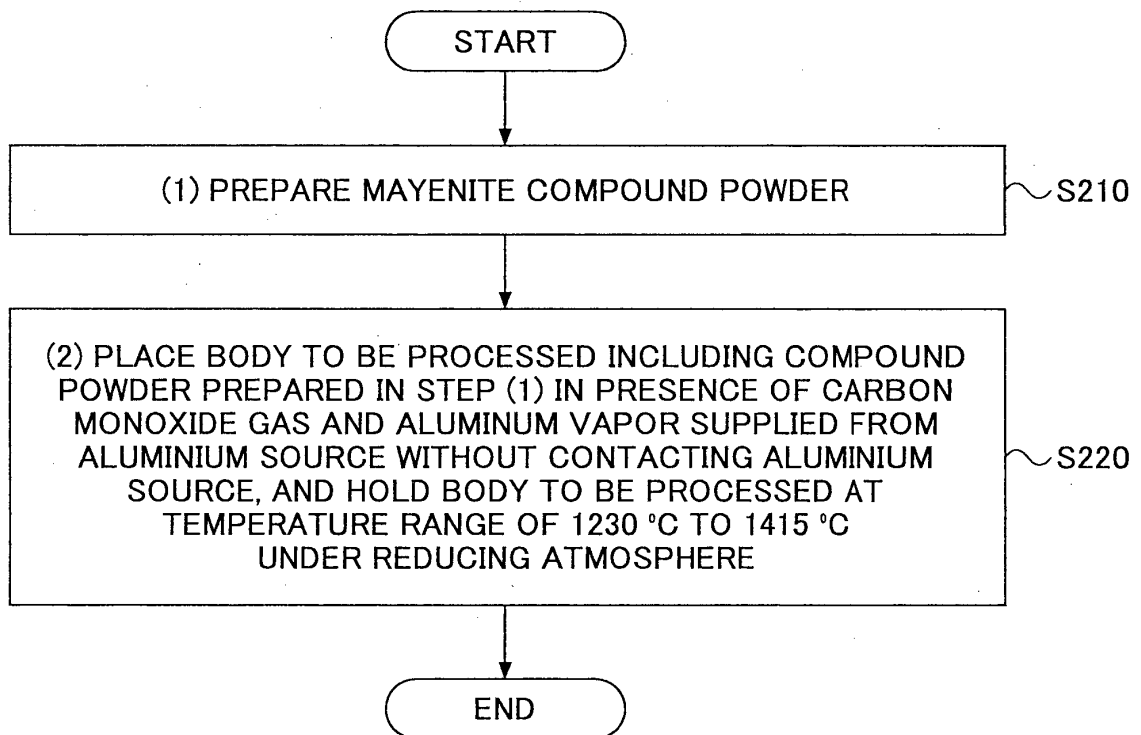 START
(1) PREPARE MAYENITE COMPOUND POWDER
S210
(2) PLACE BODY TO BE PROCESSED INCLUDING COMPOUND
POWDER PREPARED IN STEP (1) IN PRESENCE OF CARBON
MONOXIDE GAS AND ALUMINUM VAPOR SUPPLIED FROM
ALUMINIUM SOURCE WITHOUT CONTACTING ALUMINIUM
SOURCE, AND HOLD BODY TO BE PROCESSED AT
TEMPERATURE RANGE OF 1230 °C TO 1415 °C
UNDER REDUCING ATMOSPHERE
S220
END